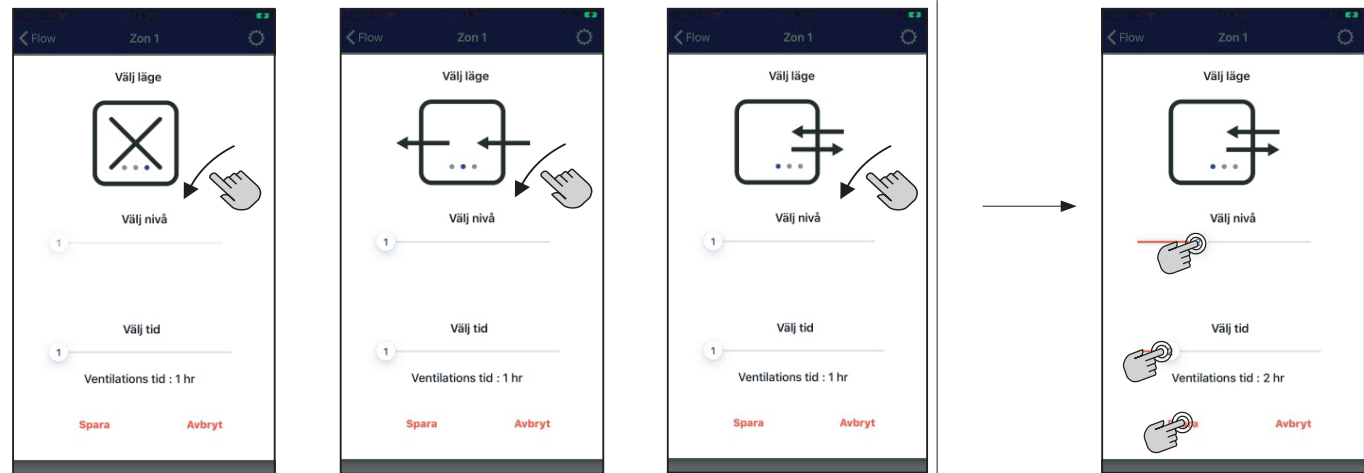 Flow Zon 1
Välj läge
Välj nivå
1
Välj tid
1
Ventilations tid : 1 hr
Spara Avbryt
Flow Zon 1
Välj läge
Välj nivå
1
Välj tid
1
Ventilations tid : 1 hr
Spara Avbryt
Flow Zon 1
Välj läge
Välj nivå
1
Välj tid
1
Ventilations tid : 1 hr
Spara Avbryt
Flow Zon 1
Välj läge
Välj nivå
Välj tid
Ventilations tid : 2 hr
Avbryt